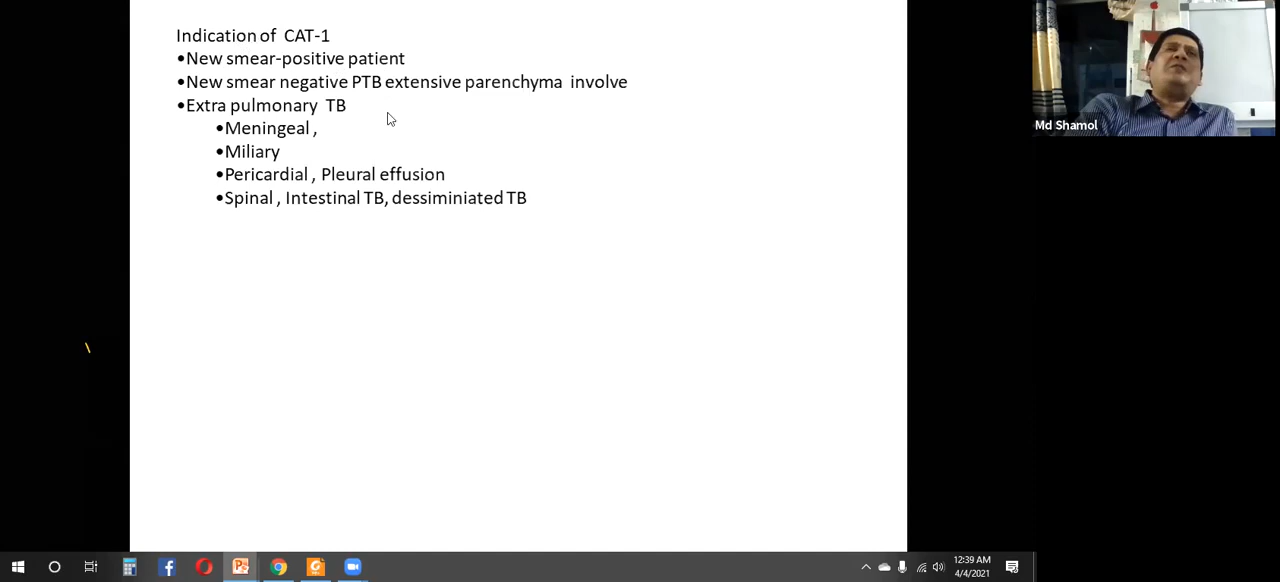 Indication of CAT-1
•New smear-positive patient
•New smear negative PTB extensive parenchyma involve
•Extra pulmonary TB
•Meningeal ,
•Miliary
•Pericardial , Pleural effusion
•Spinal , Intestinal TB, dessiminiated TB
Md Shamol
12:39 AM
4/4/2021